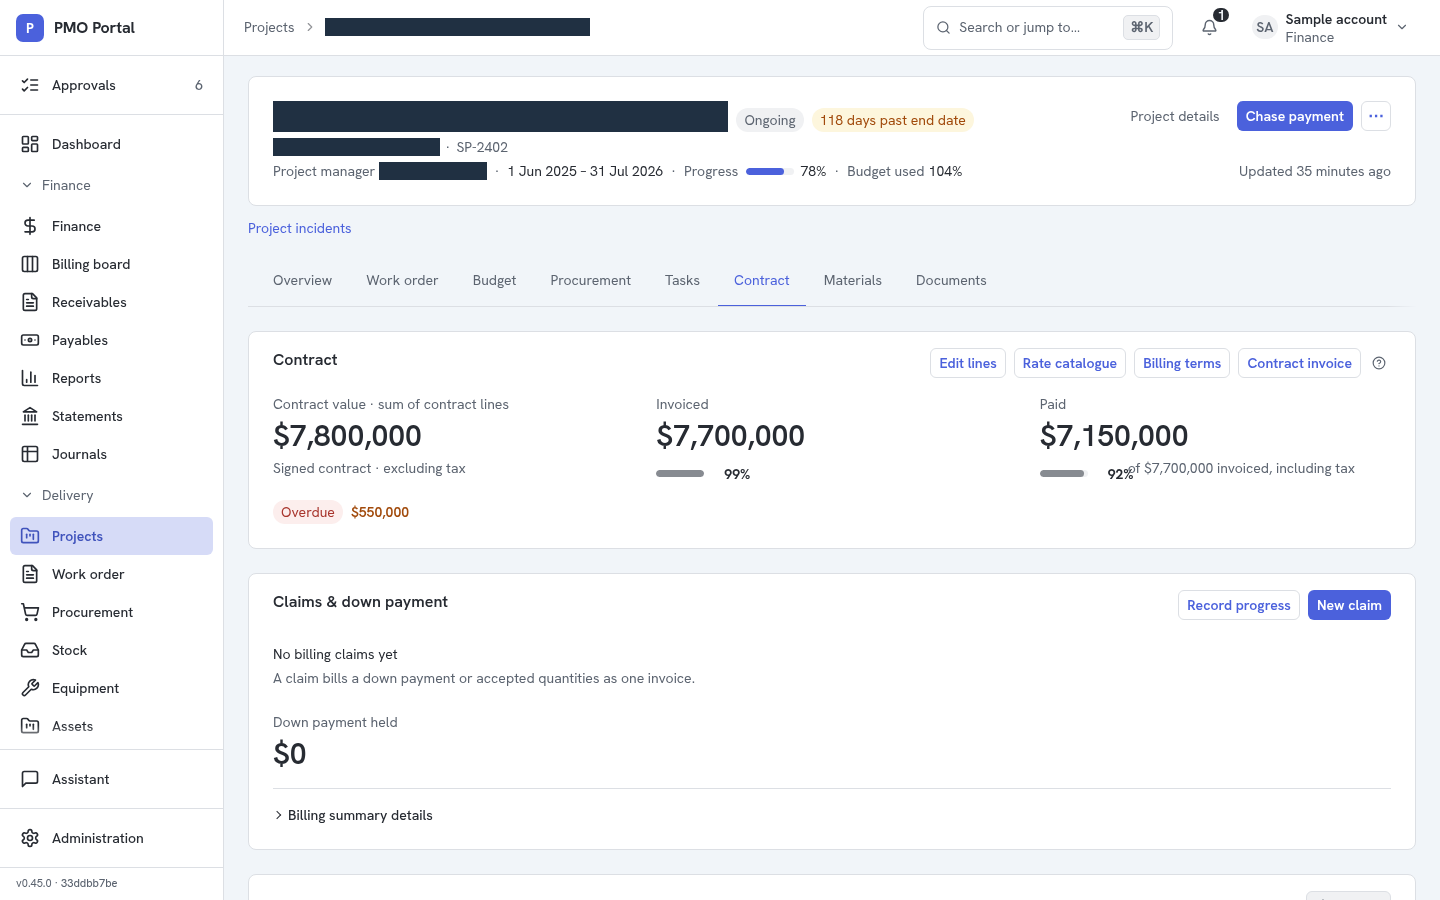 P PMO Portal
Projects
Search or jump to... ⌘K
1
SA Sample account
Finance
Approvals 6
Dashboard
Finance
Finance
Billing board
Receivables
Payables
Reports
Statements
Journals
Delivery
Projects
Work order
Procurement
Stock
Equipment
Assets
Assistant
Administration
v0.45.0 · 33ddbb7be
Ongoing 118 days past end date
Project details Chase payment
· SP-2402
Project manager · 1 Jun 2025 – 31 Jul 2026 · Progress 78% · Budget used 104%
Updated 35 minutes ago
Project incidents
Overview Work order Budget Procurement Tasks Contract Materials Documents
Contract
Edit lines Rate catalogue Billing terms Contract invoice
Contract value · sum of contract lines
$7,800,000
Signed contract · excluding tax
Invoiced
$7,700,000
99%
Paid
$7,150,000
92% of $7,700,000 invoiced, including tax
Overdue $550,000
Claims & down payment
Record progress New claim
No billing claims yet
A claim bills a down payment or accepted quantities as one invoice.
Down payment held
$0
Billing summary details